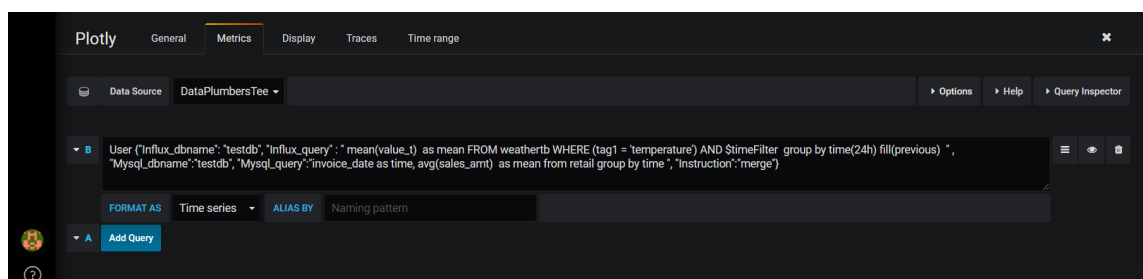 Plotly General Metrics Display Traces Time range
Data Source DataPlumbersTee Options Help Query Inspector
B User {"Influx_dbname": "testdb", "Influx_query" : " mean(value_t)  as mean FROM weathertb WHERE (tag1 = 'temperature') AND $timeFilter  group by time(24h) fill(previous)  " ,
"Mysql_dbname":"testdb", "Mysql_query":"invoice_date as time, avg(sales_amt)  as mean from retail group by time ", "Instruction":"merge"}
FORMAT AS Time series ALIAS BY Naming pattern
A Add Query